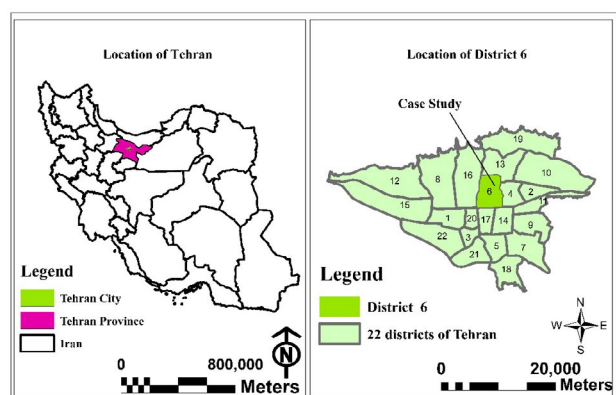 Location of Tehran
Legend
Tehran City
Tehran Province
Iran
N
0 800,000
Meters
Location of District 6
Case Study
19
13
10
12
8
16
6
4
2
11
15
1
20
17
14
9
22
3
5
7
21
18
Legend
District 6
22 districts of Tehran
N
W E
S
0 20,000
Meters